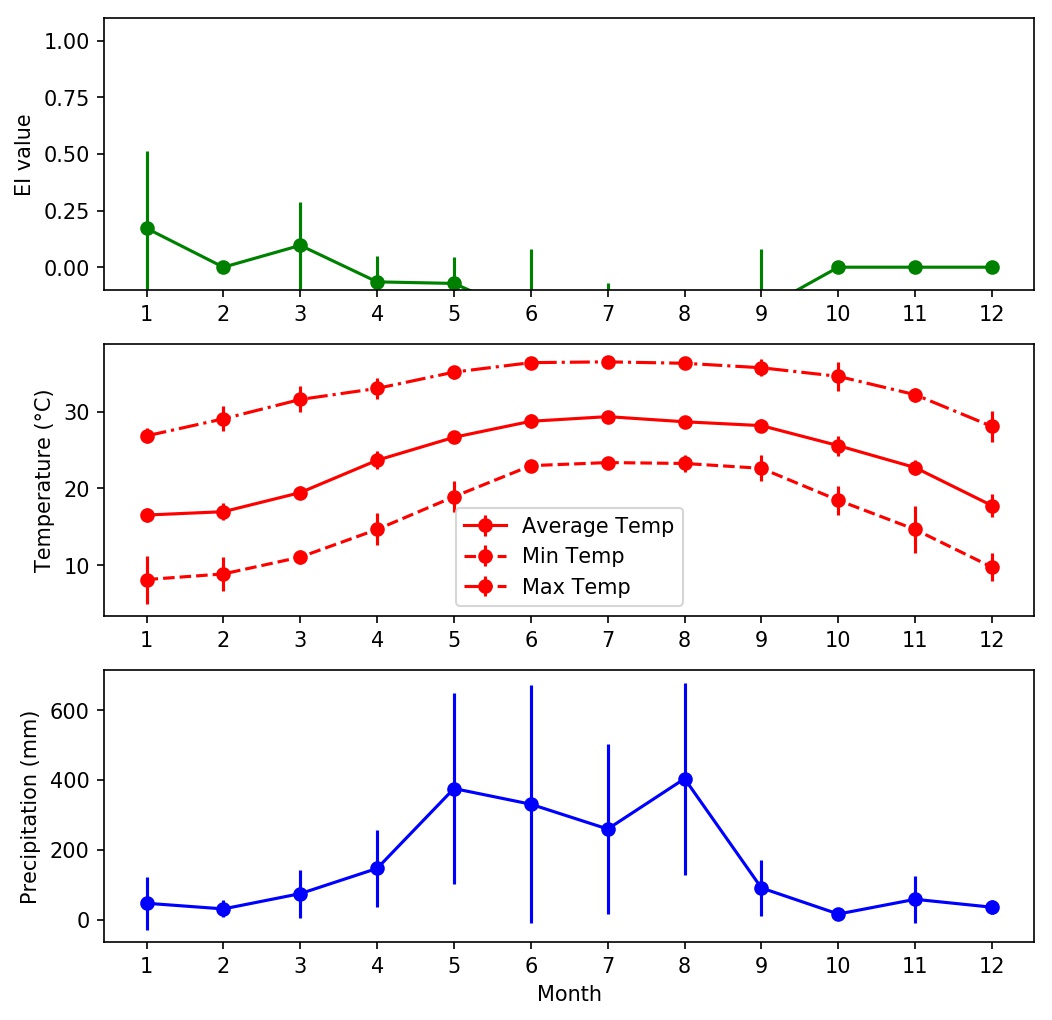 EI value
1.00
0.75
0.50
0.25
0.00
1 2 3 4 5 6 7 8 9 10 11 12
Temperature (°C)
30
20
10
Average Temp
Min Temp
Max Temp
1 2 3 4 5 6 7 8 9 10 11 12
Precipitation (mm)
600
400
200
0
1 2 3 4 5 6 7 8 9 10 11 12
Month